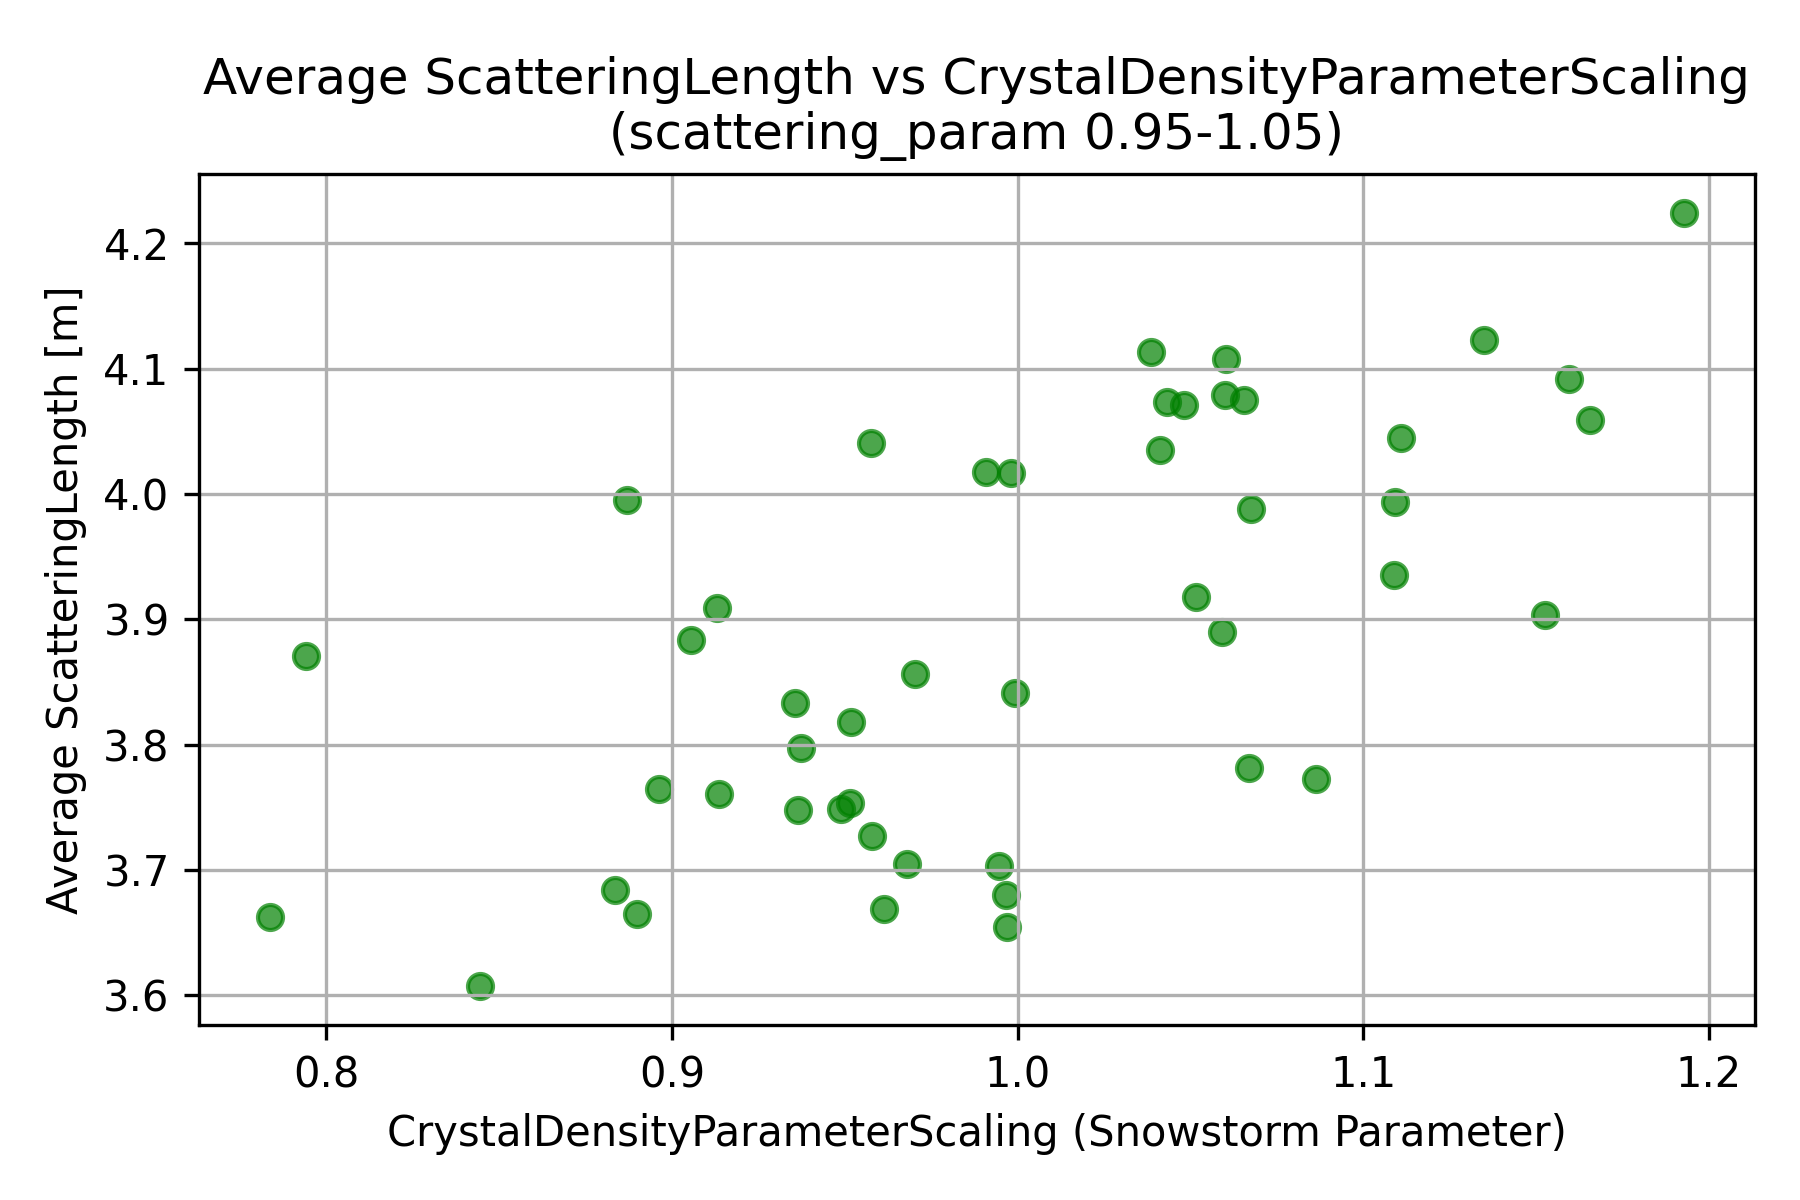 Average ScatteringLength vs CrystalDensityParameterScaling
(scattering_param 0.95-1.05)
Average ScatteringLength [m]
4.2
4.1
4.0
3.9
3.8
3.7
3.6
0.8 0.9 1.0 1.1 1.2
CrystalDensityParameterScaling (Snowstorm Parameter)